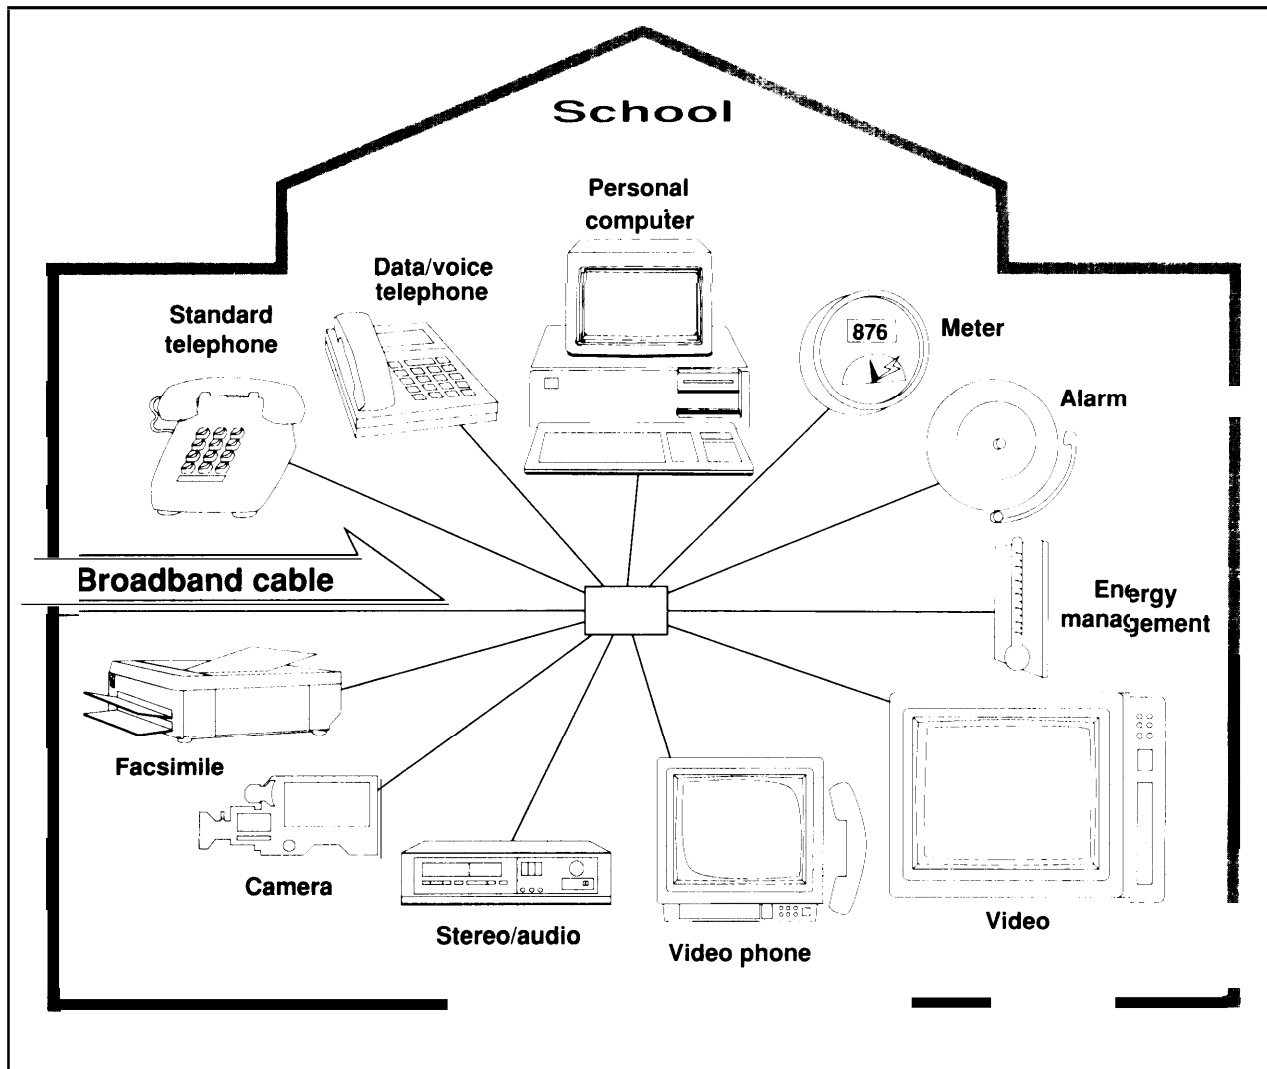 School
Personal
computer
Data/voice
telephone
Standard
telephone
876
Meter
Alarm
Broadband cable
Energy
management
Facsimile
Camera
Stereo/audio
Video phone
Video